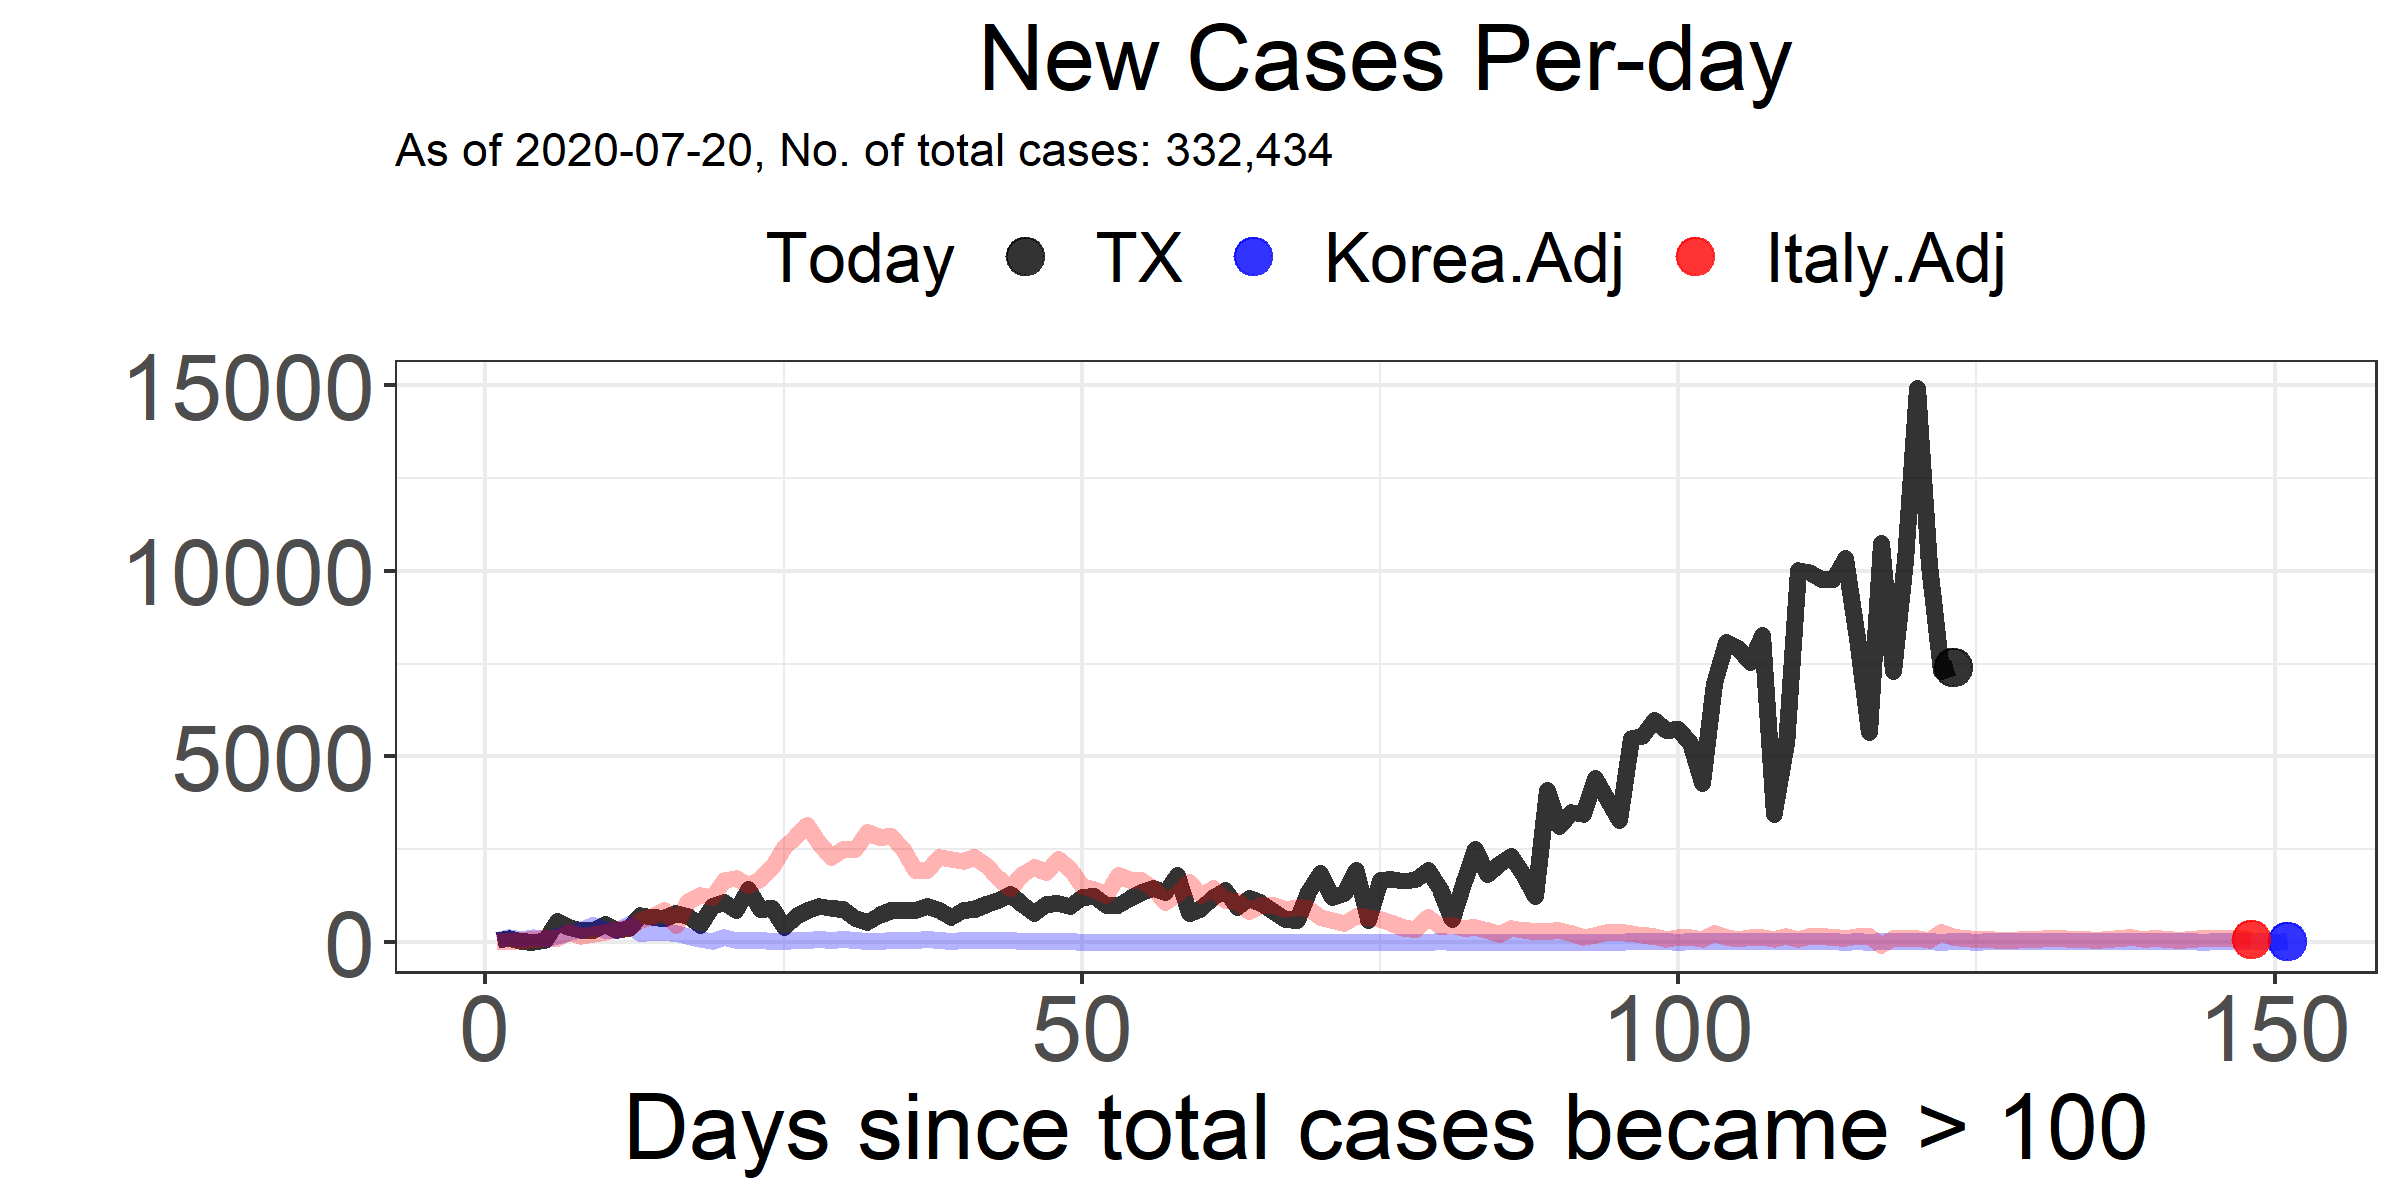 New Cases Per-day
As of 2020-07-20, No. of total cases: 332,434
Today TX Korea.Adj Italy.Adj
15000
10000
5000
0
0 50 100 150
Days since total cases became > 100